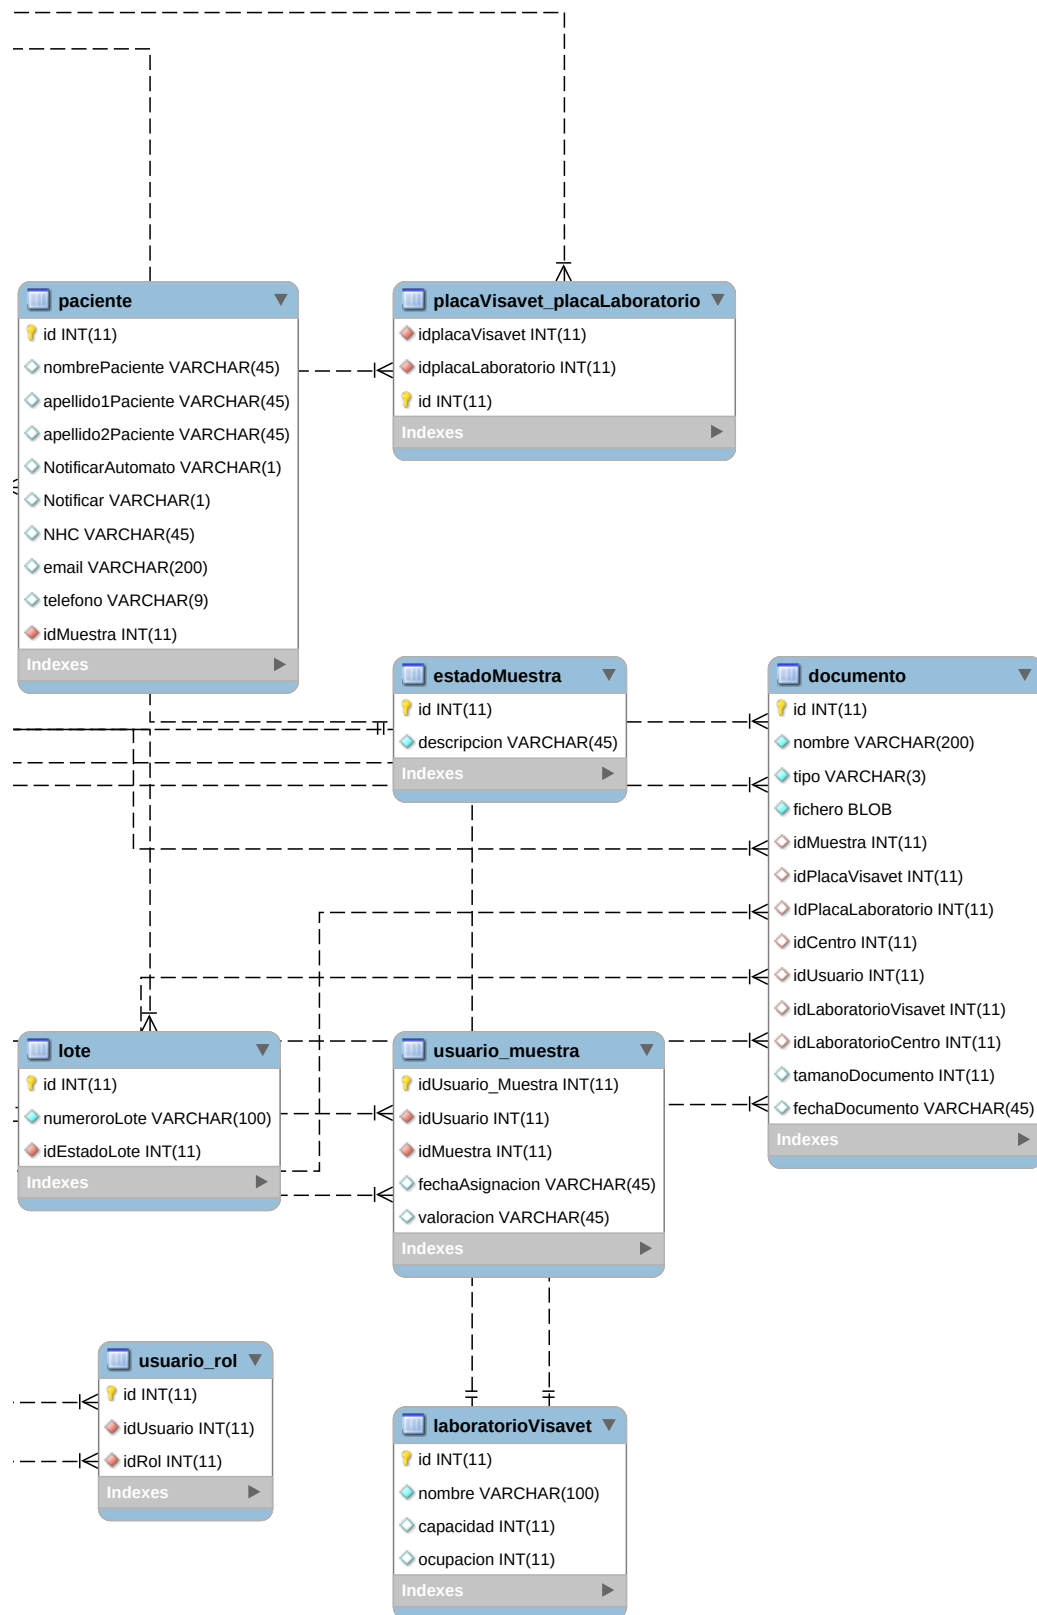 paciente
id INT(11)
nombrePaciente VARCHAR(45)
apellido1Paciente VARCHAR(45)
apellido2Paciente VARCHAR(45)
NotificarAutomato VARCHAR(1)
Notificar VARCHAR(1)
NHC VARCHAR(45)
email VARCHAR(200)
telefono VARCHAR(9)
idMuestra INT(11)
Indexes
placaVisavet_placaLaboratorio
idplacaVisavet INT(11)
idplacaLaboratorio INT(11)
id INT(11)
Indexes
estadoMuestra
id INT(11)
descripcion VARCHAR(45)
Indexes
documento
id INT(11)
nombre VARCHAR(200)
tipo VARCHAR(3)
fichero BLOB
idMuestra INT(11)
idPlacaVisavet INT(11)
IdPlacaLaboratorio INT(11)
idCentro INT(11)
idUsuario INT(11)
idLaboratorioVisavet INT(11)
idLaboratorioCentro INT(11)
tamanoDocumento INT(11)
fechaDocumento VARCHAR(45)
Indexes
lote
id INT(11)
numeroroLote VARCHAR(100)
idEstadoLote INT(11)
Indexes
usuario_muestra
idUsuario_Muestra INT(11)
idUsuario INT(11)
idMuestra INT(11)
fechaAsignacion VARCHAR(45)
valoracion VARCHAR(45)
Indexes
usuario_rol
id INT(11)
idUsuario INT(11)
idRol INT(11)
Indexes
laboratorioVisavet
id INT(11)
nombre VARCHAR(100)
capacidad INT(11)
ocupacion INT(11)
Indexes